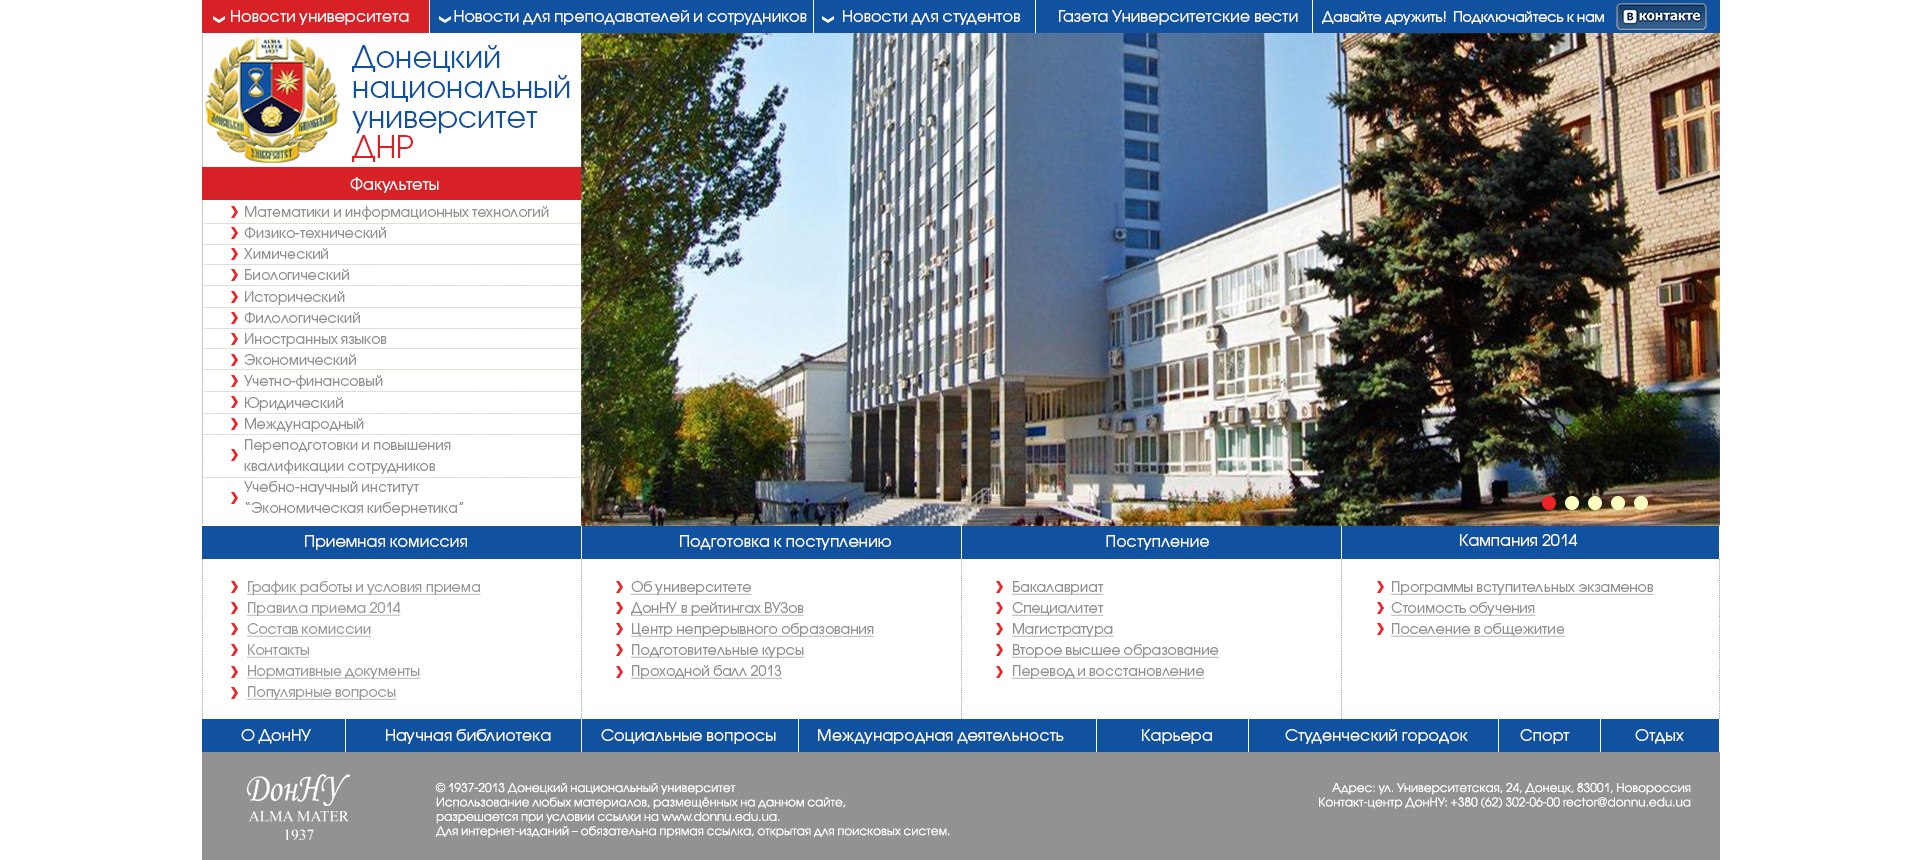 Новости университета
Новости для преподавателей и сотрудников
Новости для студентов
Газета Университетские вести
Давайте дружить! Подключайтесь к нам
В контакте
ALMA MATER 1937
ДОНЕЦКИЙ НАЦИОНАЛЬНЫЙ
УНИВЕРСИТЕТ
Донецкий
национальный
университет
ДНР
Факультеты
Математики и информационных технологий
Физико-технический
Химический
Биологический
Исторический
Филологический
Иностранных языков
Экономический
Учетно-финансовый
Юридический
Международный
Переподготовки и повышения
квалификации сотрудников
Учебно-научный институт
“Экономическая кибернетика”
Приемная комиссия
График работы и условия приема
Правила приема 2014
Состав комиссии
Контакты
Нормативные документы
Популярные вопросы
Подготовка к поступлению
Об университете
ДонНУ в рейтингах ВУЗов
Центр непрерывного образования
Подготовительные курсы
Проходной балл 2013
Поступление
Бакалавриат
Специалитет
Магистратура
Второе высшее образование
Перевод и восстановление
Кампания 2014
Программы вступительных экзаменов
Стоимость обучения
Поселение в общежитие
О ДонНУ
Научная библиотека
Социальные вопросы
Международная деятельность
Карьера
Студенческий городок
Спорт
Отдых
ДонНУ
ALMA MATER
1937
© 1937-2013 Донецкий национальный университет
Использование любых материалов, размещённых на данном сайте,
разрешается при условии ссылки на www.donnu.edu.ua.
Для интернет-изданий – обязательна прямая ссылка, открытая для поисковых систем.
Адрес: ул. Университетская, 24, Донецк, 83001, Новороссия
Контакт-центр ДонНУ: +380 (62) 302-06-00 rector@donnu.edu.ua